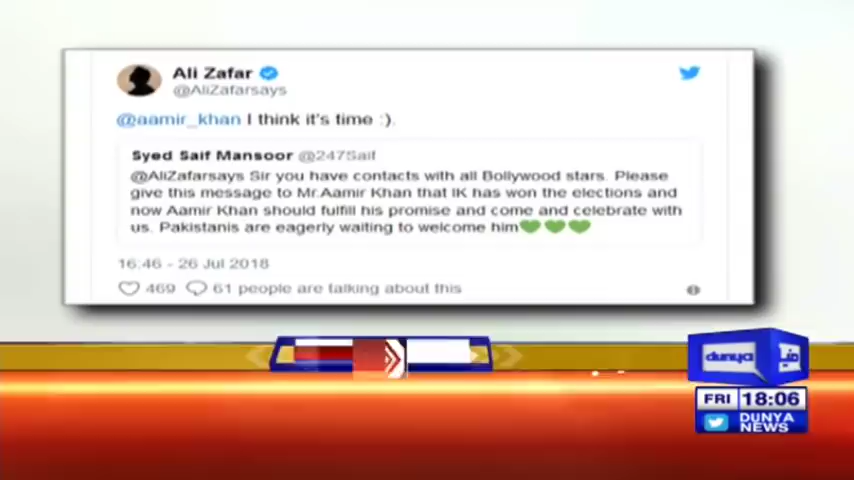 Ali Zafar
@AliZafarsays
@aamir_khan I think it's time :).
Syed Saif Mansoor @247Saif
@AliZafarsays Sir you have contacts with all Bollywood stars. Please
give this message to Mr.Aamir Khan that IK has won the elections and
now Aamir Khan should fulfill his promise and come and celebrate with
us. Pakistanis are eagerly waiting to welcome him💚💚💚
16:46 - 26 Jul 2018
469 61 people are talking about this
dunya دنیا
FRI 18:06
DUNYA
NEWS